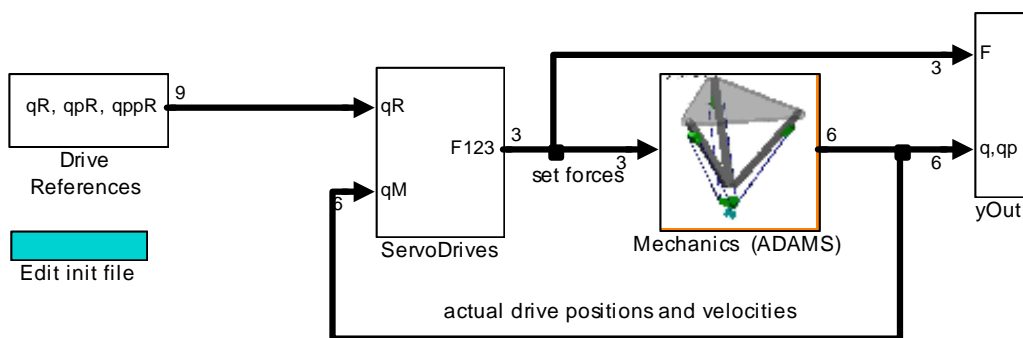 F
3
9
qR, qpR, qppR
qR
3
F123
3
set forces
6
6
q,qp
Drive
References
6
qM
yOut
ServoDrives
Mechanics (ADAMS)
Edit init file
actual drive positions and velocities